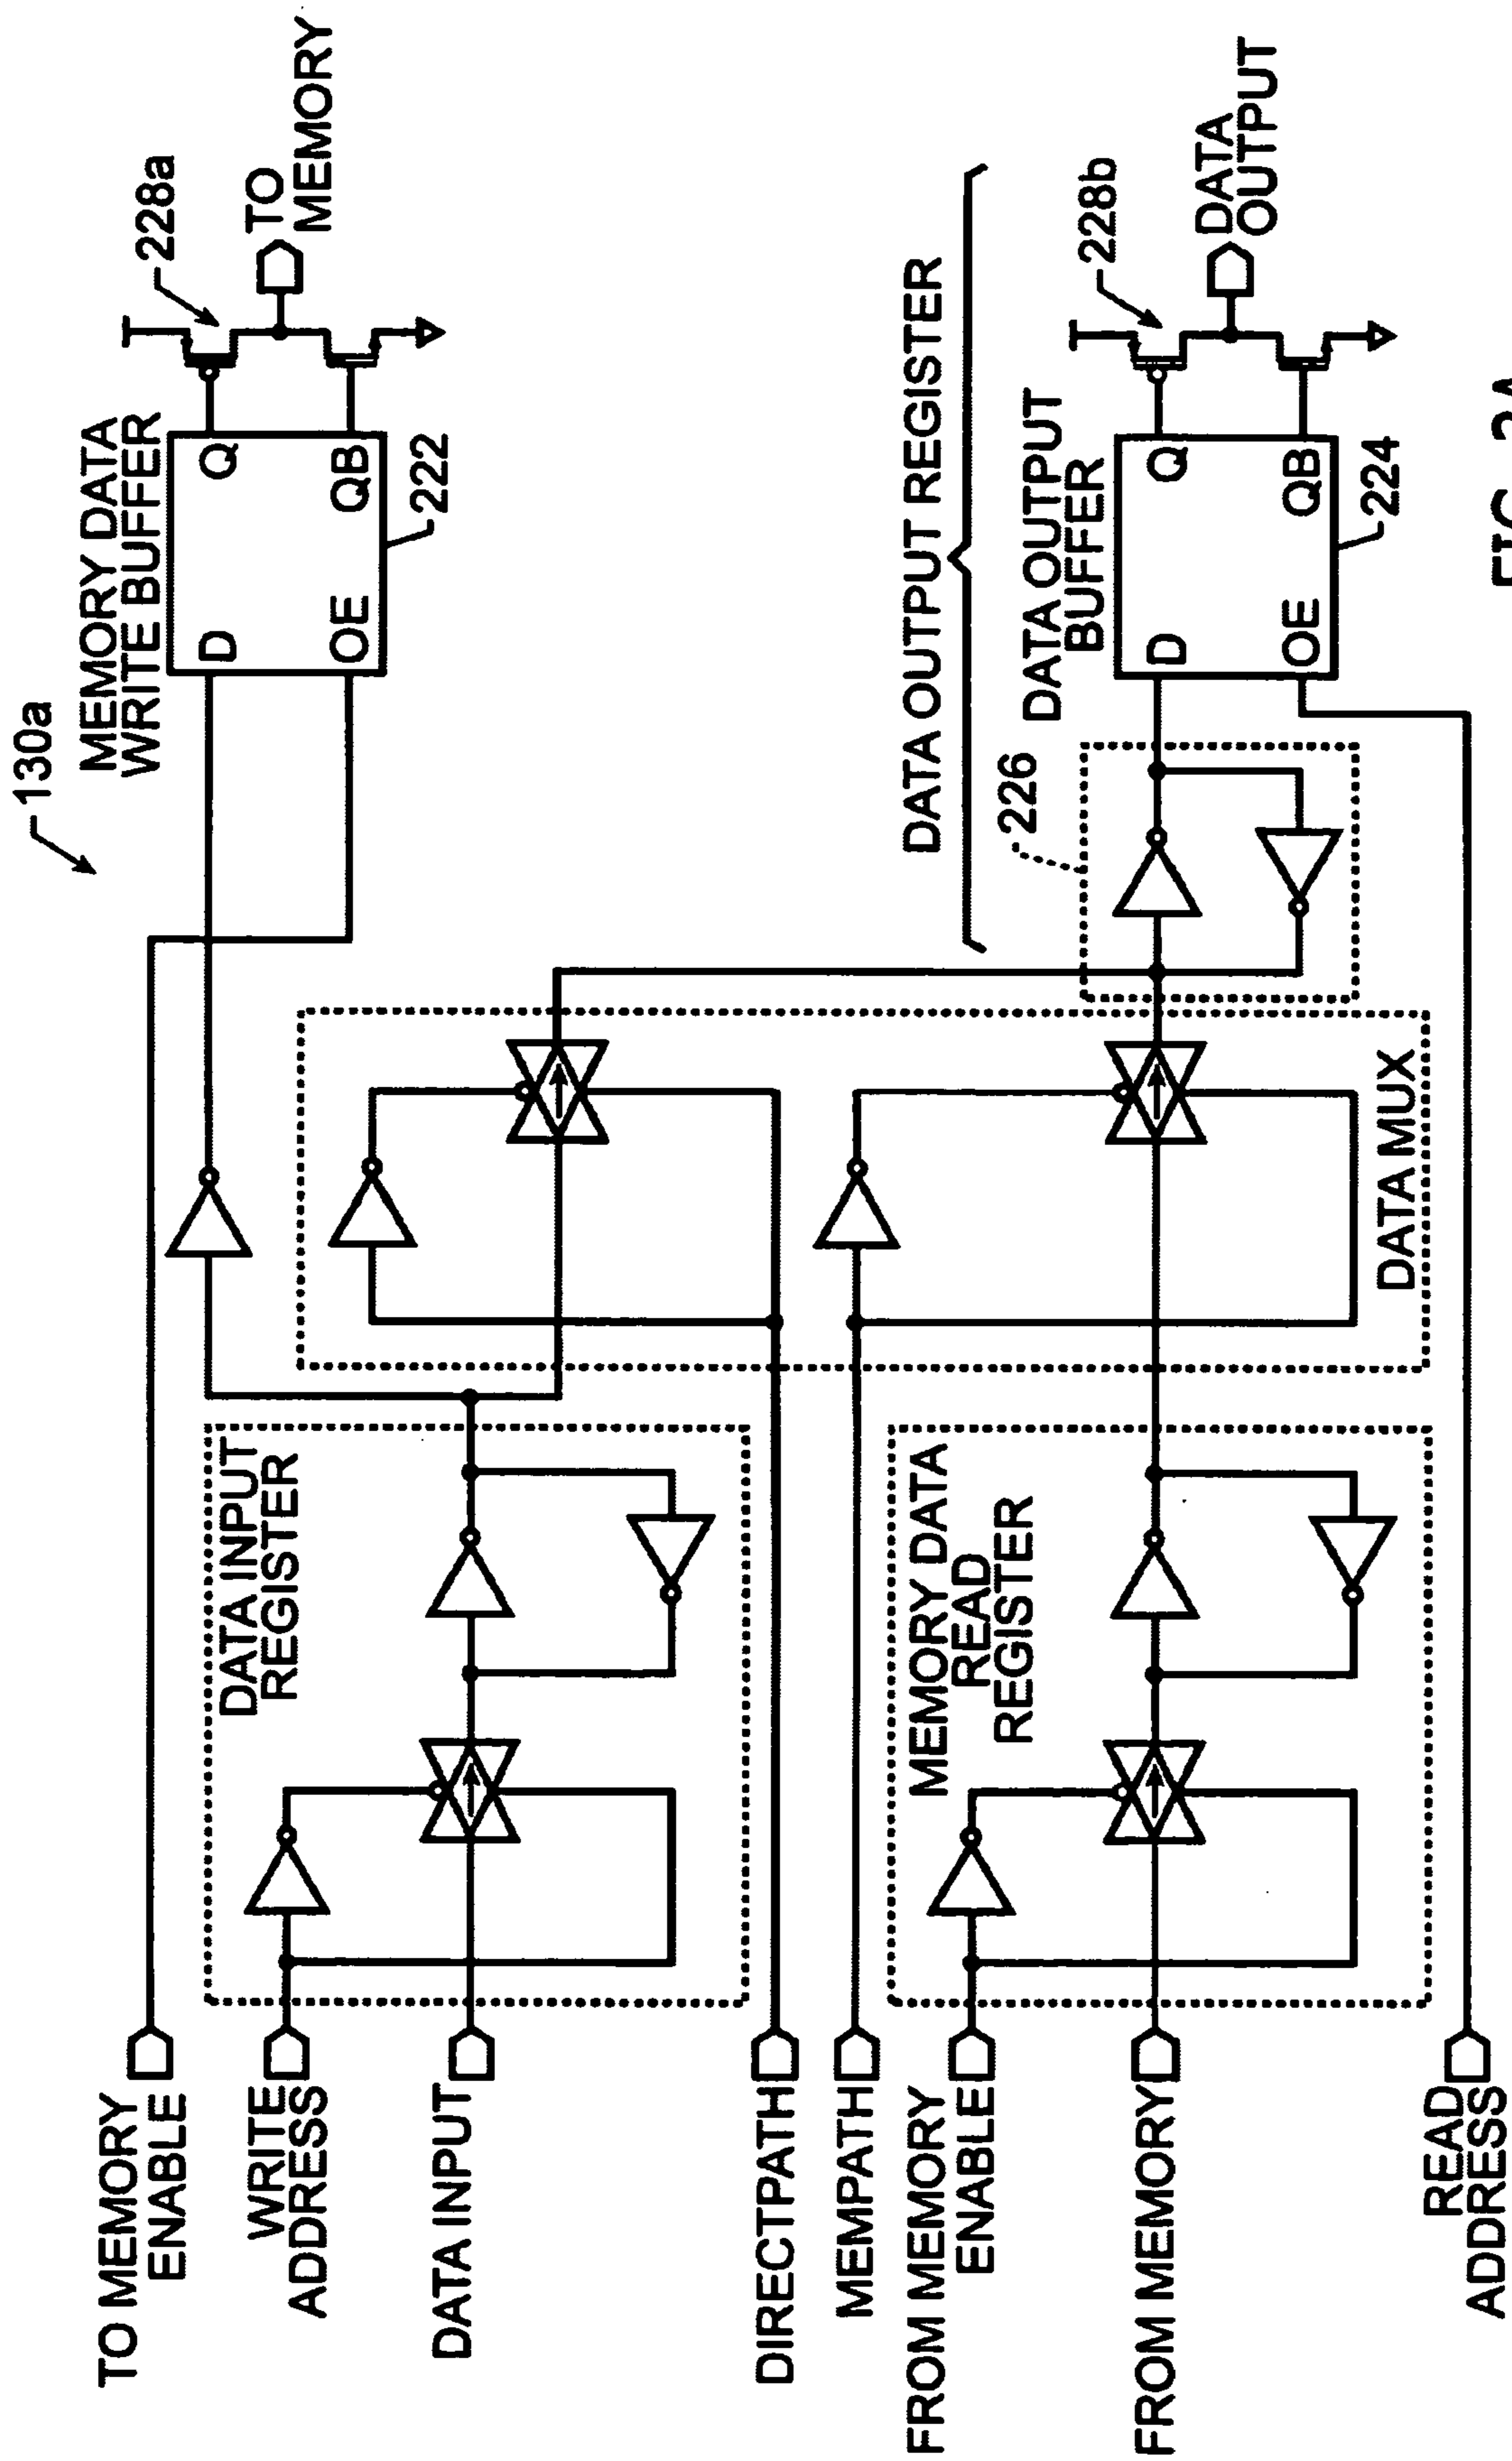 130a
MEMORY DATA
WRITE BUFFER
D
Q
OE
QB
222
228a
TO
MEMORY
TO MEMORY
ENABLE
WRITE
ADDRESS
DATA INPUT
DATA INPUT
REGISTER
DIRECTPATH
MEMPATH
FROM MEMORY
ENABLE
FROM MEMORY
MEMORY DATA
READ
REGISTER
READ
ADDRESS
DATA MUX
DATA OUTPUT REGISTER
226
DATA OUTPUT
BUFFER
D
Q
OE
QB
224
228b
DATA
OUTPUT